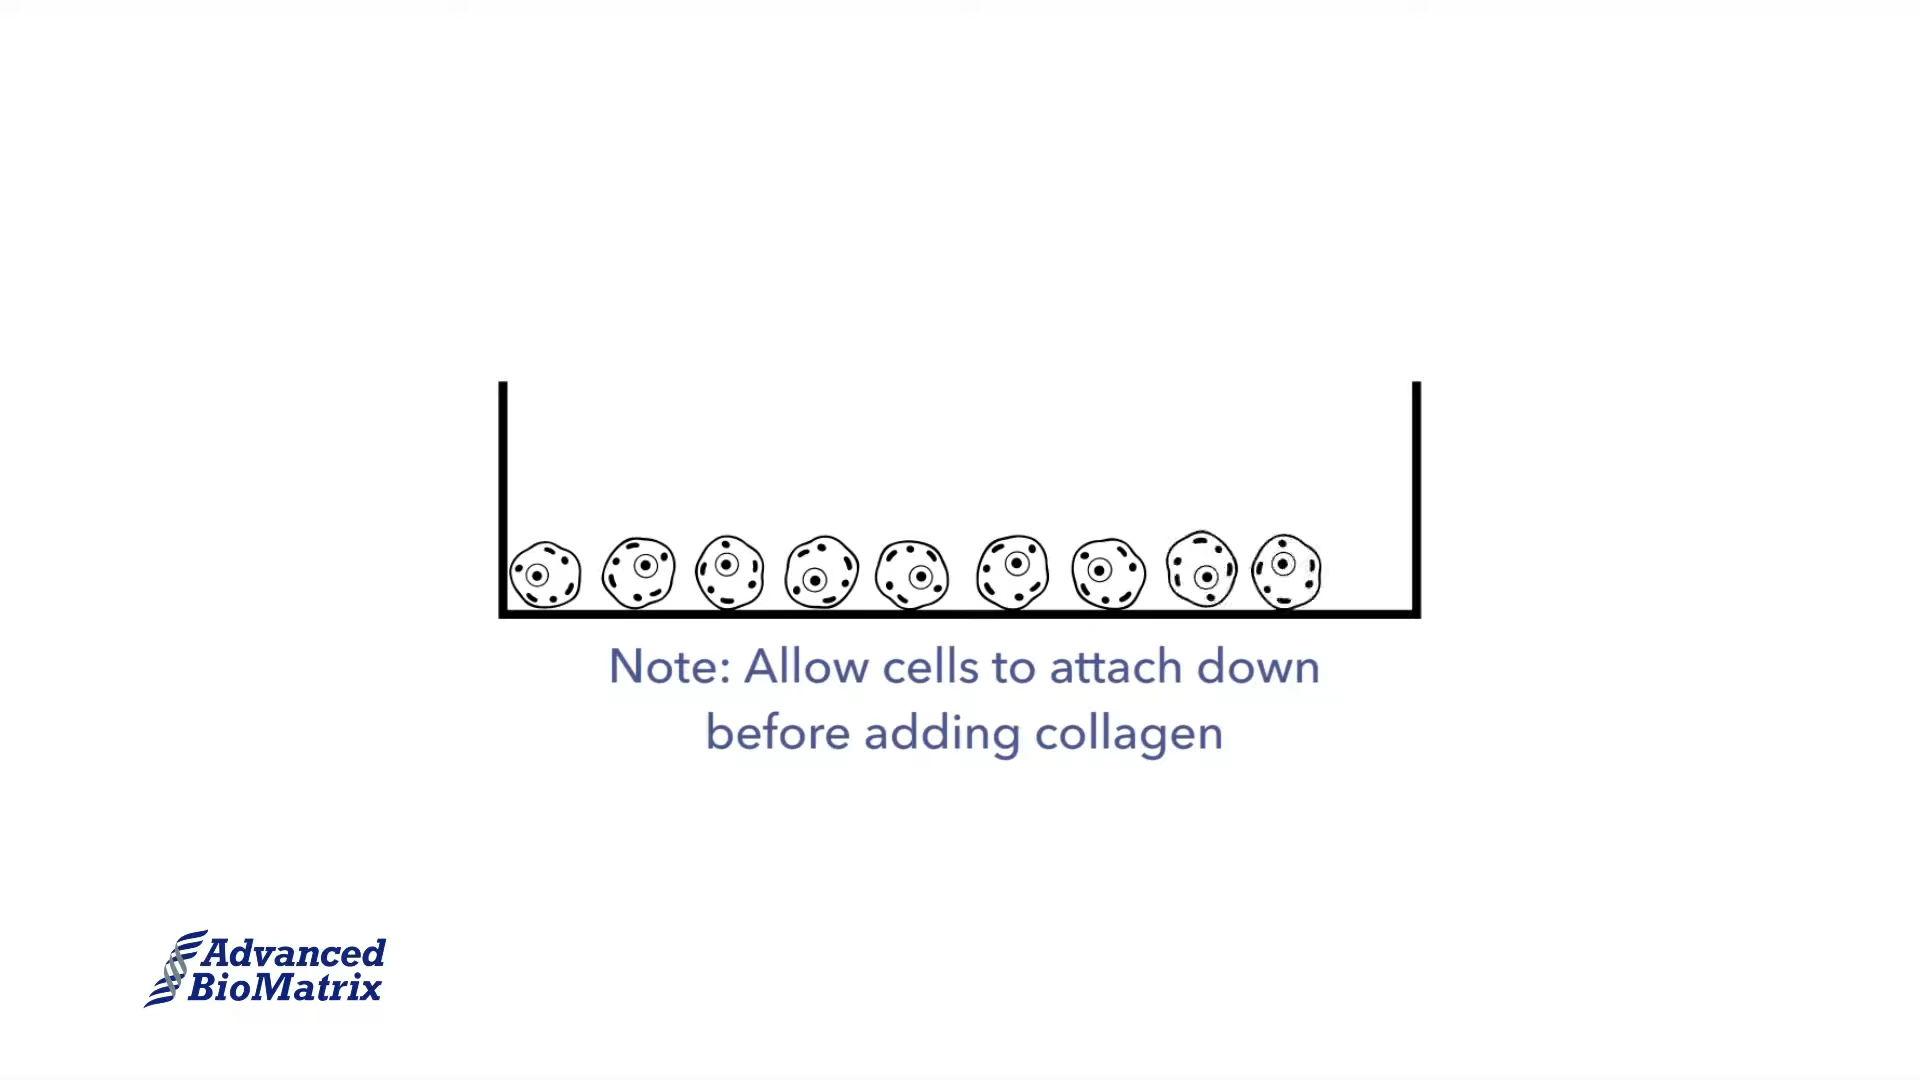 Note: Allow cells to attach down
before adding collagen
Advanced
BioMatrix